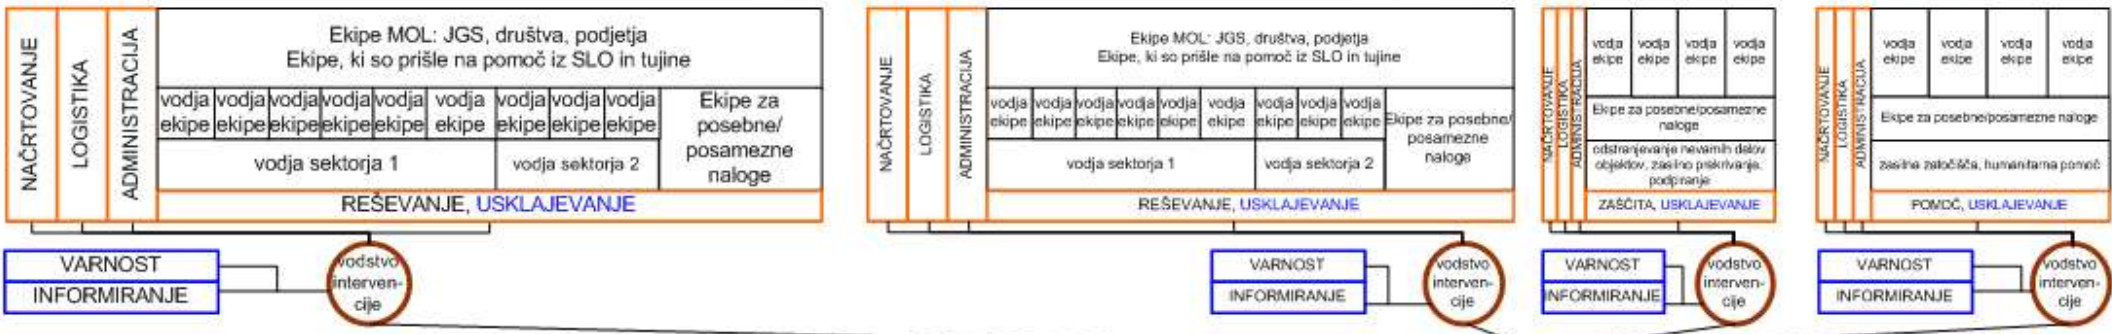 NAČRTOVANJE
LOGISTIKA
ADMINISTRACIJA
Ekipe MOL: JGS, društva, podjetja
Ekipe, ki so prišle na pomoč iz SLO in tujine
vodja vodja vodja vodja vodja vodja vodja vodja vodja
ekipe ekipe ekipe ekipe ekipe ekipe ekipe ekipe ekipe
Ekipe za
posebne/
posamezne
naloge
vodja sektorja 1
vodja sektorja 2
REŠEVANJE, USKLAJEVANJE
VARNOST
INFORMIRANJE
vodstvo
interven-
cije
NAČRTOVANJE
LOGISTIKA
ADMINISTRACIJA
Ekipe MOL: JGS, društva, podjetja
Ekipe, ki so prišle na pomoč iz SLO in tujine
vodja vodja vodja vodja vodja vodja vodja vodja vodja
ekipe ekipe ekipe ekipe ekipe ekipe ekipe ekipe ekipe
Ekipe za posebne/
posamezne
naloge
vodja sektorja 1
vodja sektorja 2
REŠEVANJE, USKLAJEVANJE
VARNOST
INFORMIRANJE
vodstvo
interven-
cije
NAČRTOVANJE
LOGISTIKA
ADMINISTRACIJA
vodja vodja vodja vodja
ekipe ekipe ekipe ekipe
Ekipe za posebne/posamezne
naloge
odstranjevanje nevarnih delov
objektov, zasilno prekrivanje,
podpiranje
ZAŠČITA, USKLAJEVANJE
VARNOST
INFORMIRANJE
vodstvo
interven-
cije
NAČRTOVANJE
LOGISTIKA
ADMINISTRACIJA
vodja vodja vodja vodja
ekipe ekipe ekipe ekipe
Ekipe za posebne/posamezne naloge
zasilna zatočišča, humanitarna pomoč
POMOČ, USKLAJEVANJE
VARNOST
INFORMIRANJE
vodstvo
interven-
cije